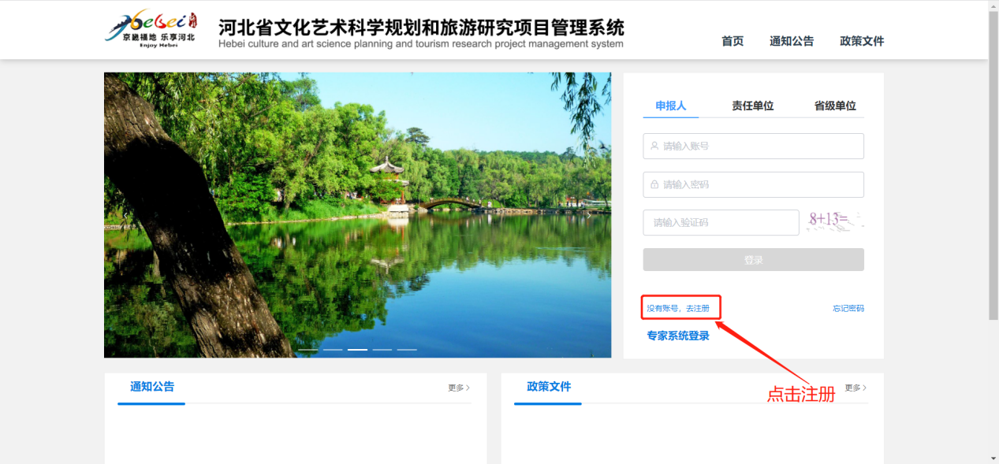 Hebei
京畿福地 乐享河北
Enjoy Hebei
河北省文化艺术科学规划和旅游研究项目管理系统
Hebei culture and art science planning and tourism research project management system
首页 通知公告 政策文件
申报人 责任单位 省级单位
请输入账号
请输入密码
请输入验证码 8+13=
登录
没有账号，去注册 忘记密码
专家系统登录
点击注册
通知公告 更多
政策文件 更多